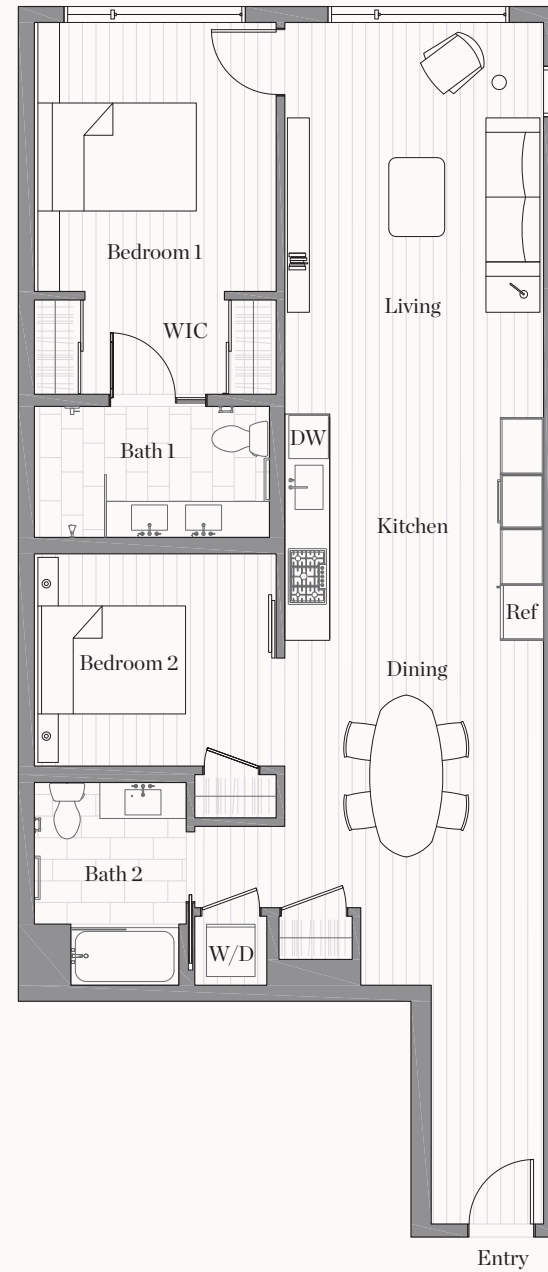 Bedroom 1
WIC
Living
Bath 1
DW
Kitchen
Ref
Bedroom 2
Dining
Bath 2
W/D
Entry